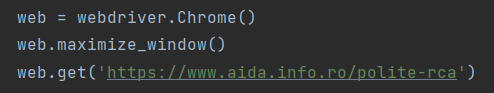 web = webdriver.Chrome()
web.maximize_window()
web.get('https://www.aida.info.ro/polite-rca')